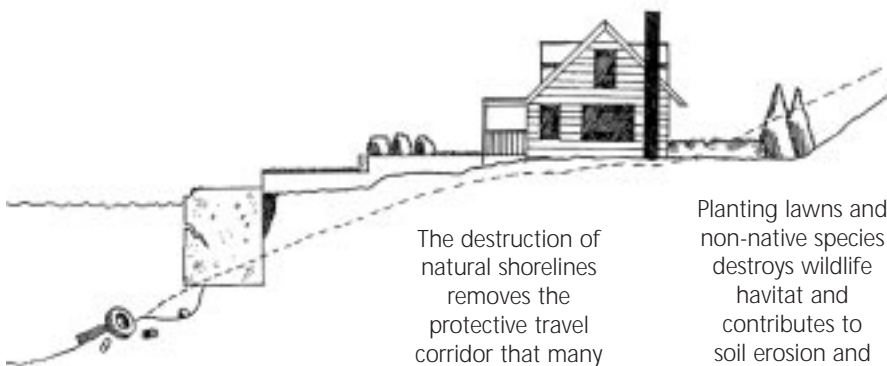 The destruction of
natural shorelines
removes the
protective travel
corridor that many
Planting lawns and
non-native species
destroys wildlife
havitat and
contributes to
soil erosion and